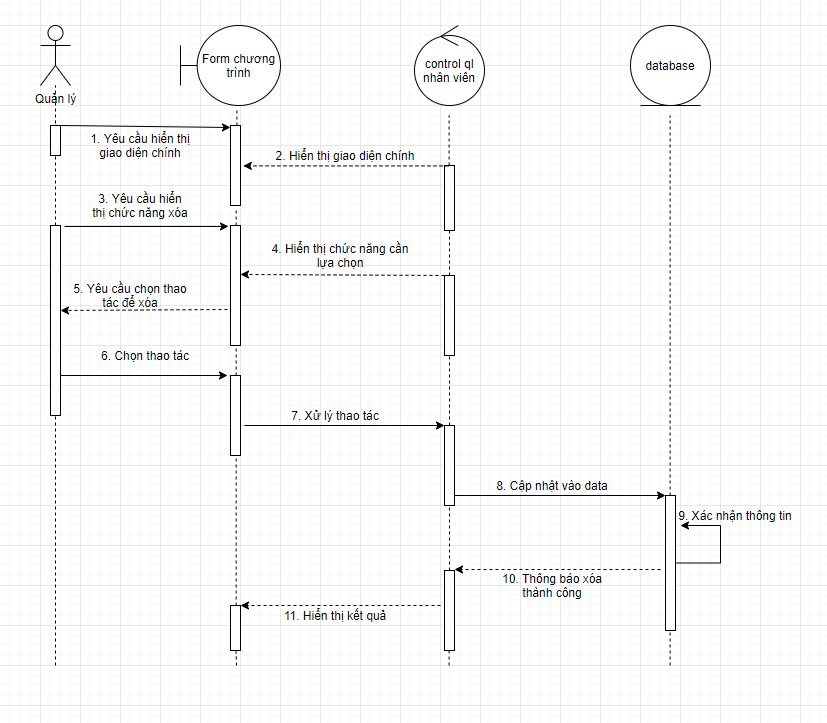 Form chương
trình
control ql
nhân viên
database
Quản lý
1. Yêu cầu hiển thị
giao diện chính
2. Hiển thị giao diện chính
3. Yêu cầu hiển
thị chức năng xóa
4. Hiển thị chức năng cần
lựa chọn
5. Yêu cầu chọn thao
tác để xóa
6. Chọn thao tác
7. Xử lý thao tác
8. Cập nhật vào data
9. Xác nhận thông tin
10. Thông báo xóa
thành công
11. Hiển thị kết quả